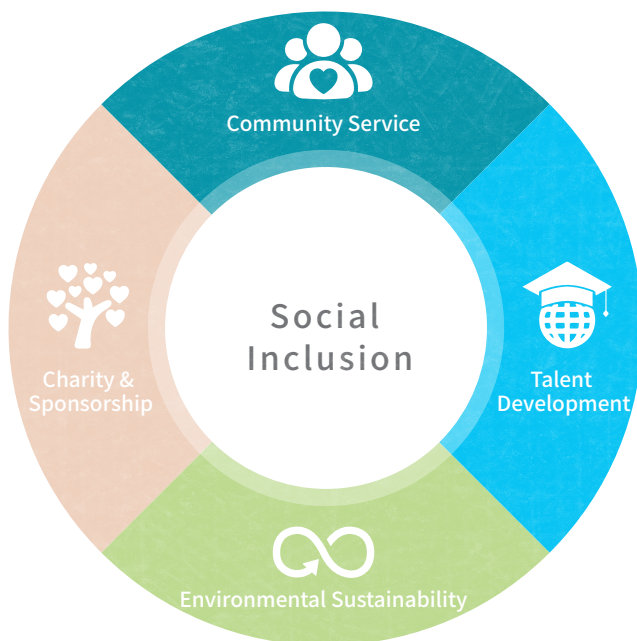 Community Service
Social
Inclusion
Charity &
Sponsorship
Talent
Development
Environmental Sustainability